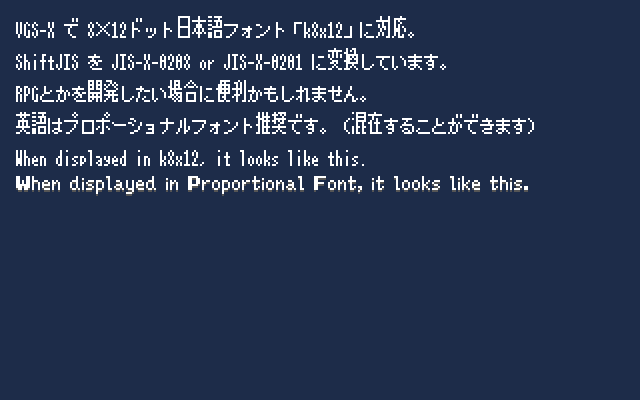 VGS-X で 8×12ドット日本語フォント「k8x12」に対応。
ShiftJIS を JIS-X-0208 or JIS-X-0201 に変換しています。
RPGとかを開発したい場合に便利かもしれません。
英語はプロポーショナルフォント推奨です。（混在することができます）
When displayed in k8x12, it looks like this.
When displayed in Proportional Font, it looks like this.